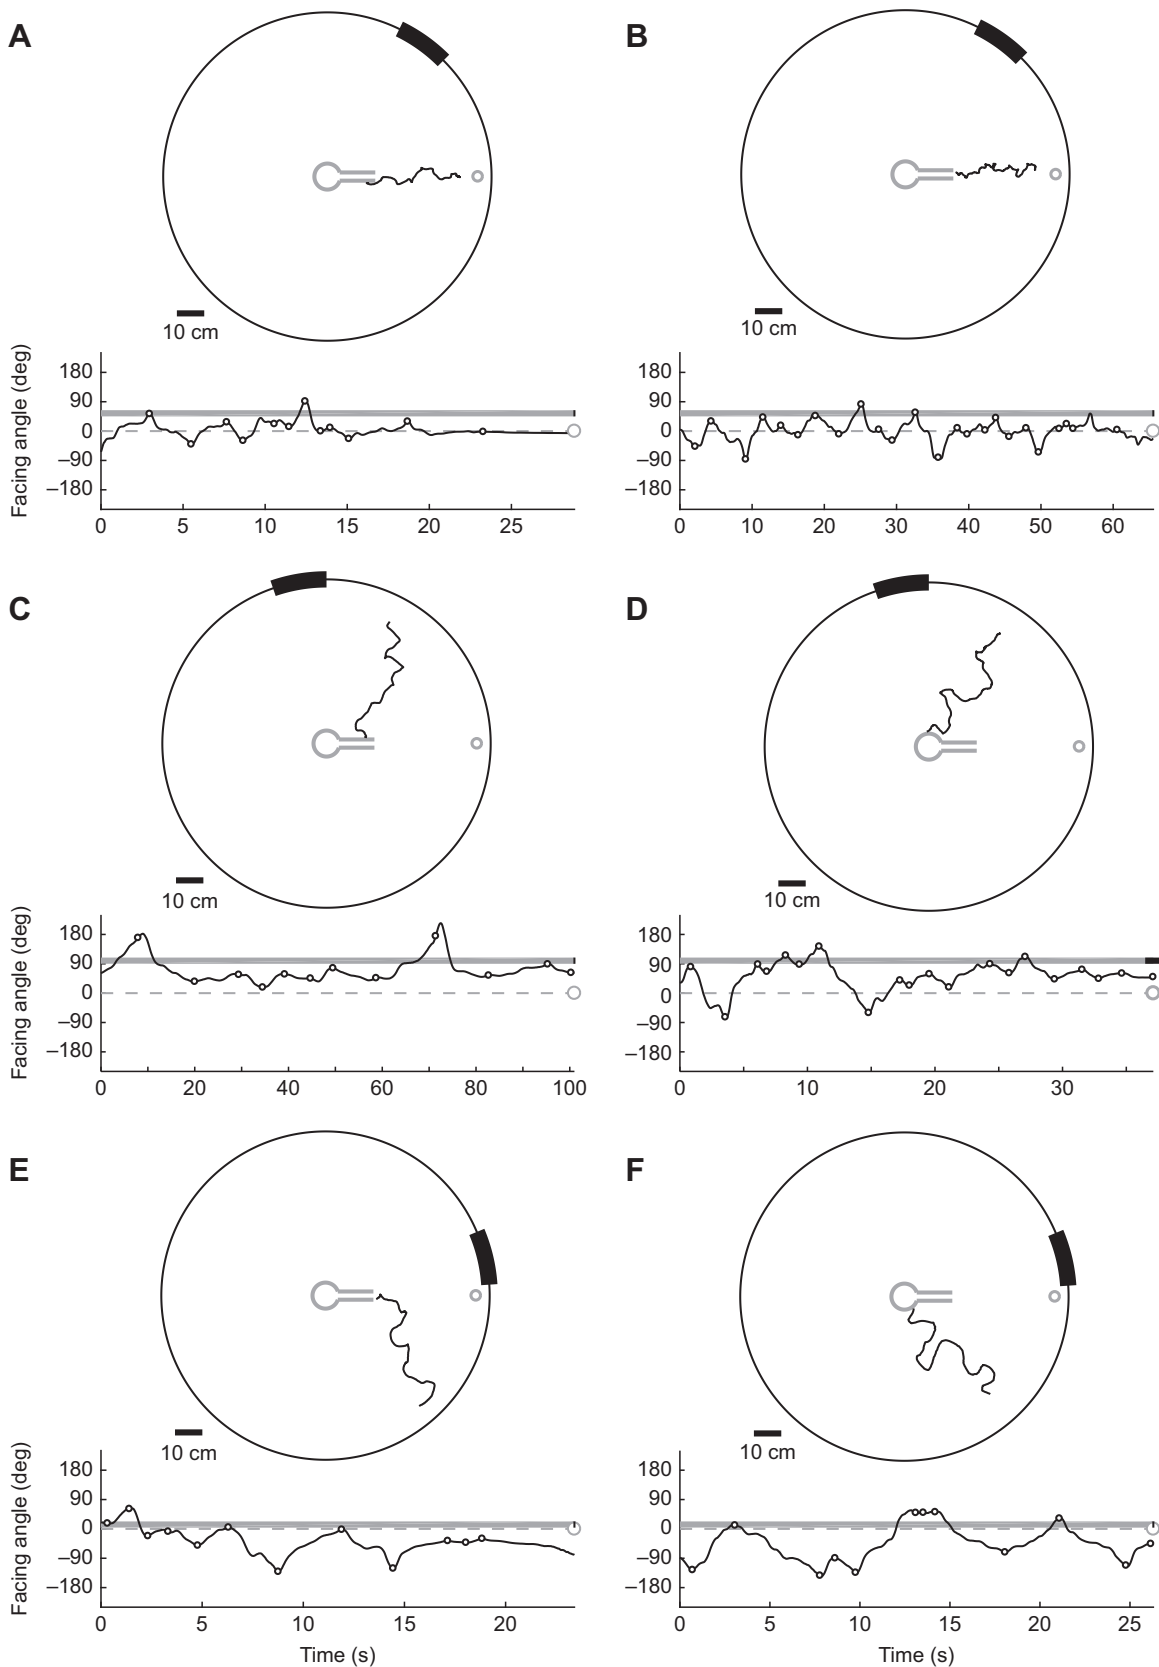 A
B
10 cm
10 cm
Facing angle (deg)
180
90
0
–90
–180
0 5 10 15 20 25
180
90
0
–90
–180
0 10 20 30 40 50 60
C
D
10 cm
10 cm
Facing angle (deg)
180
90
0
–90
–180
0 20 40 60 80 100
180
90
0
–90
–180
0 10 20 30
E
F
10 cm
10 cm
Facing angle (deg)
180
90
0
–90
–180
0 5 10 15 20
Time (s)
180
90
0
–90
–180
0 5 10 15 20 25
Time (s)